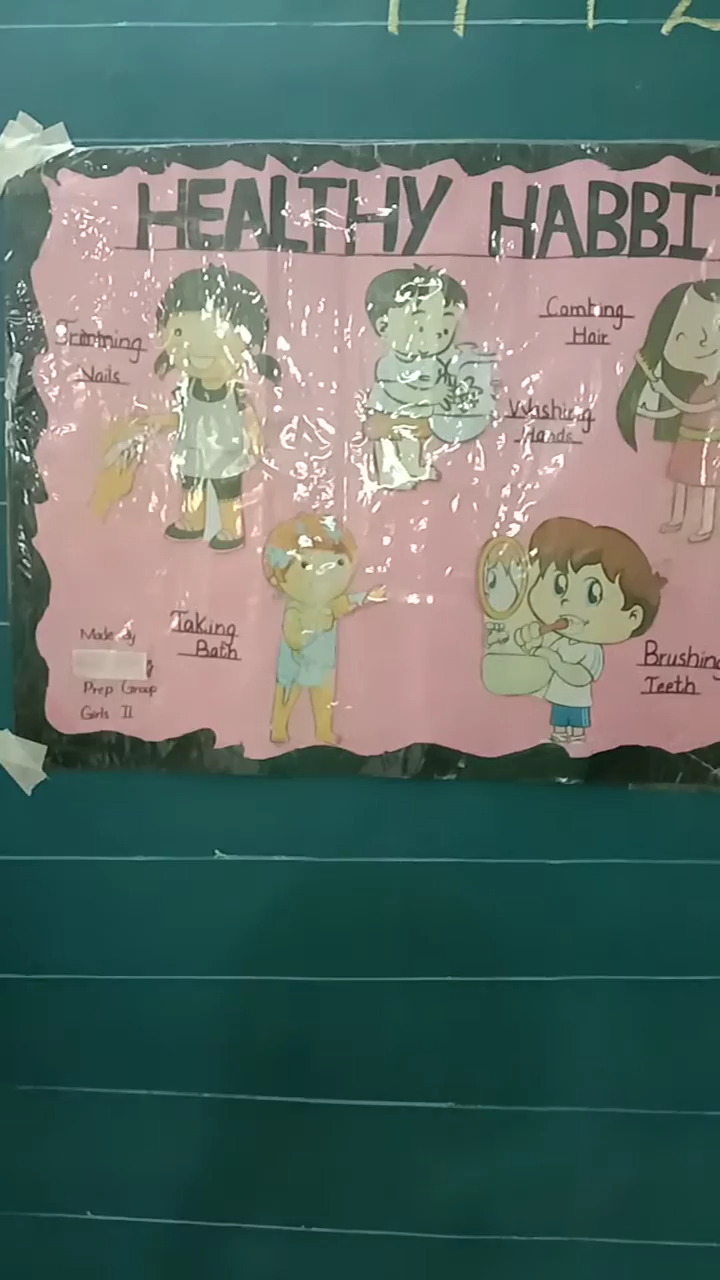 HEALTHY HABBI
Trimming
Nails
Combing
Hair
Washing
Hands
Taking
Bath
Brushing
Teeth
Made By
Prep Group
Girls II